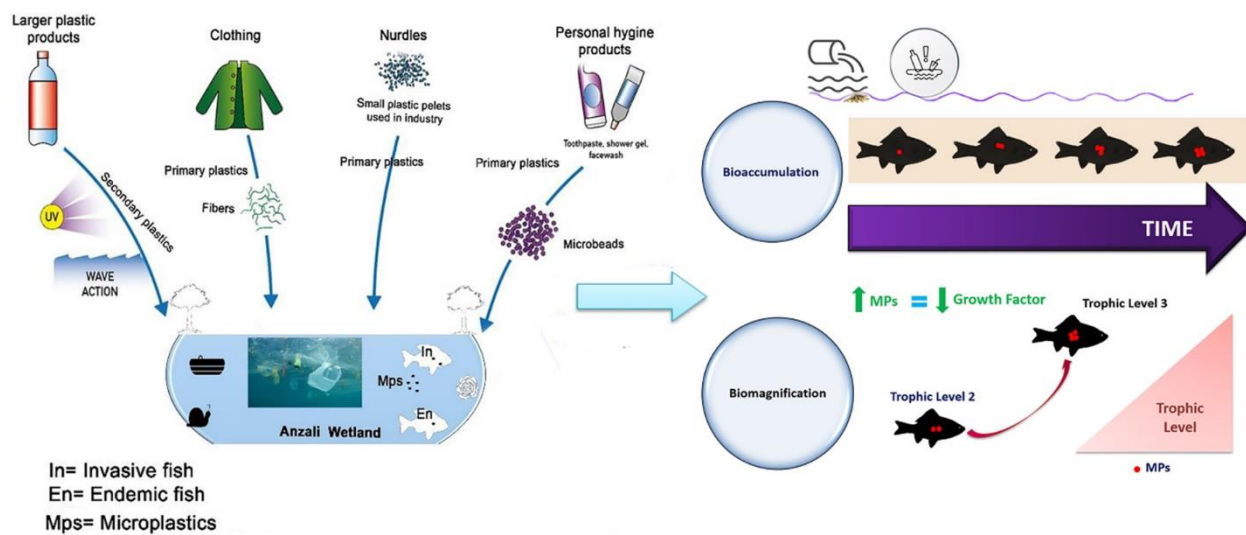 Larger plastic
products
Clothing
Nurdles
Personal hygine
products
Small plastic pelets
used in industry
Toothpaste, shower gel,
facewash
Primary plastics
Primary plastics
Primary plastics
Secondary plastics
Fibers
UV
Microbeads
WAVE
ACTION
In
Mps
En
Anzali Wetland
In= Invasive fish
En= Endemic fish
Mps= Microplastics
Bioaccumulation
TIME
MPs = Growth Factor
Trophic Level 3
Biomagnification
Trophic Level 2
Trophic
Level
MPs